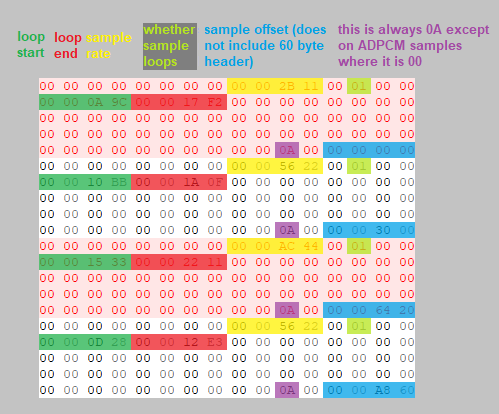 loop start
loop end
sample rate
whether sample loops
sample offset (does not include 60 byte header)
this is always 0A except on ADPCM samples where it is 00
00 00 00 00 00 00 00 00 00 00 2B 11 00 01 00 00
00 00 0A 9C 00 00 17 F2 00 00 00 00 00 00 00 00
00 00 00 00 00 00 00 00 00 00 00 00 00 00 00 00
00 00 00 00 00 00 00 00 00 00 00 00 00 00 00 00
00 00 00 00 00 00 00 00 00 00 0A 00 00 00 00 00
00 00 00 00 00 00 00 00 00 00 56 22 00 01 00 00
00 00 10 BB 00 00 1A 0F 00 00 00 00 00 00 00 00
00 00 00 00 00 00 00 00 00 00 00 00 00 00 00 00
00 00 00 00 00 00 00 00 00 00 00 00 00 00 00 00
00 00 00 00 00 00 00 00 00 00 0A 00 00 00 30 00
00 00 00 00 00 00 00 00 00 00 AC 44 00 01 00 00
00 00 15 33 00 00 22 11 00 00 00 00 00 00 00 00
00 00 00 00 00 00 00 00 00 00 00 00 00 00 00 00
00 00 00 00 00 00 00 00 00 00 00 00 00 00 00 00
00 00 00 00 00 00 00 00 00 00 0A 00 00 00 64 20
00 00 00 00 00 00 00 00 00 00 56 22 00 01 00 00
00 00 0D 28 00 00 12 E3 00 00 00 00 00 00 00 00
00 00 00 00 00 00 00 00 00 00 00 00 00 00 00 00
00 00 00 00 00 00 00 00 00 00 00 00 00 00 00 00
00 00 00 00 00 00 00 00 00 00 0A 00 00 00 A8 60